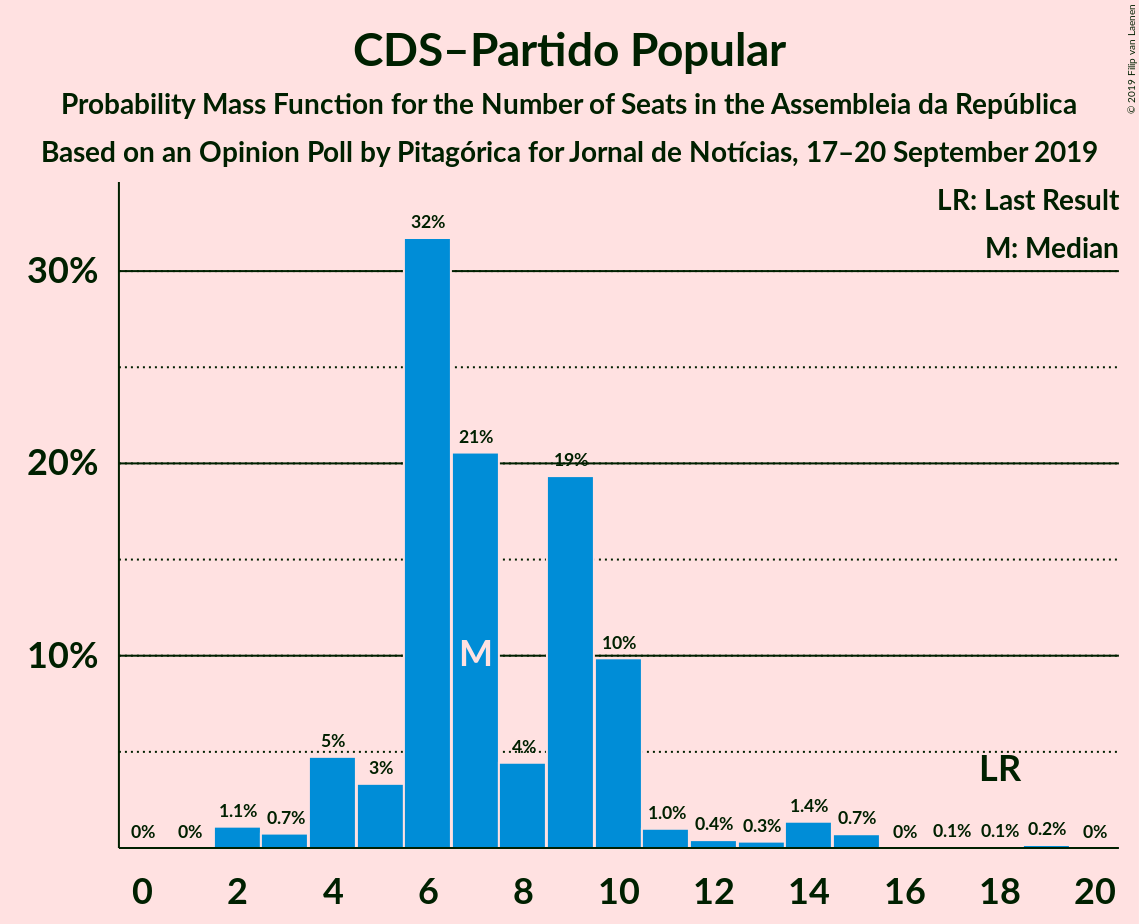 CDS–Partido Popular
Probability Mass Function for the Number of Seats in the Assembleia da República
Based on an Opinion Poll by Pitagórica for Jornal de Notícias, 17–20 September 2019
© 2019 Filip van Laenen
LR: Last Result
M: Median
30%
20%
10%
0% 0% 1.1% 0.7% 5% 3% 32% 21% 4% 19% 10% 1.0% 0.4% 0.3% 1.4% 0.7% 0% 0.1% 0.1% 0.2% 0%
M
LR
0 2 4 6 8 10 12 14 16 18 20